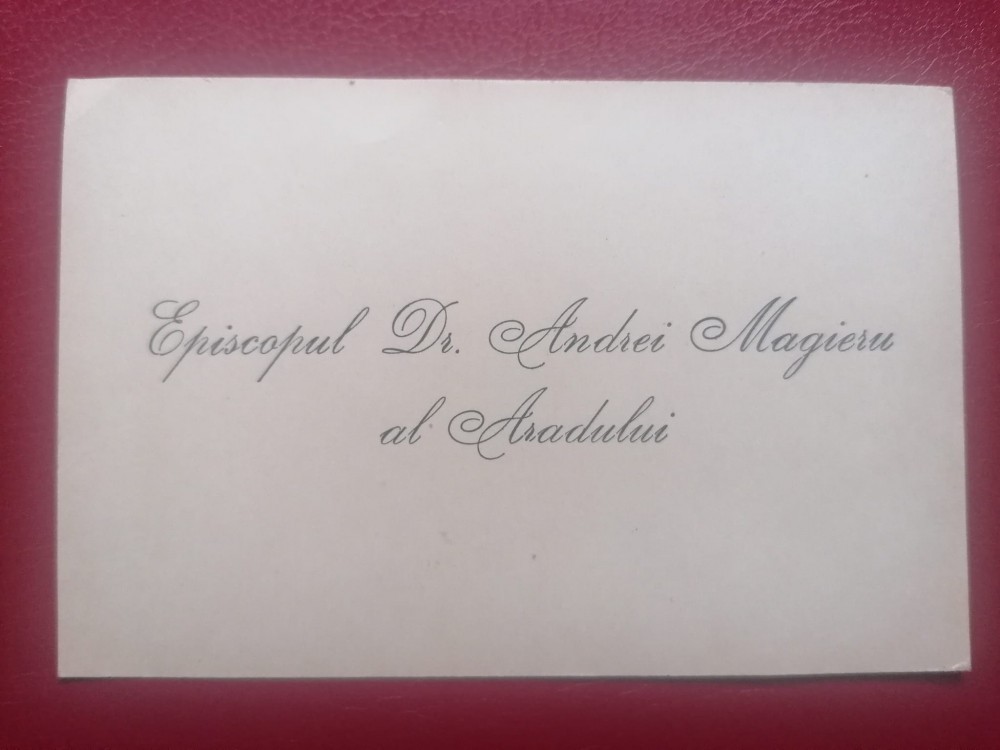 Episcopul Dr. Andrei Magieru
al Aradului